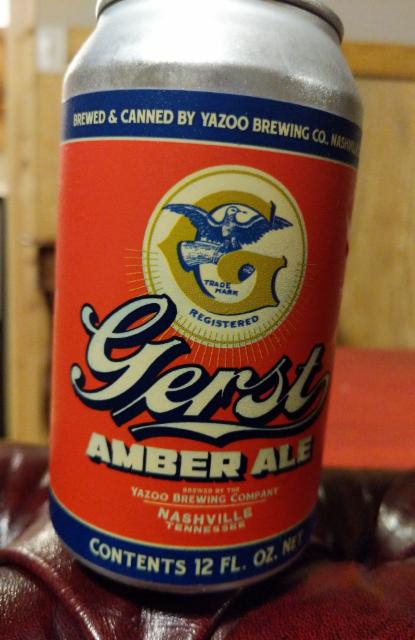 BREWED & CANNED BY YAZOO BREWING CO. NASHVILLE
G
TRADE
MARK
REGISTERED
Gerst
AMBER ALE
BREWED BY THE
YAZOO BREWING COMPANY
NASHVILLE
TENNESSEE
CONTENTS 12 FL. OZ. NET